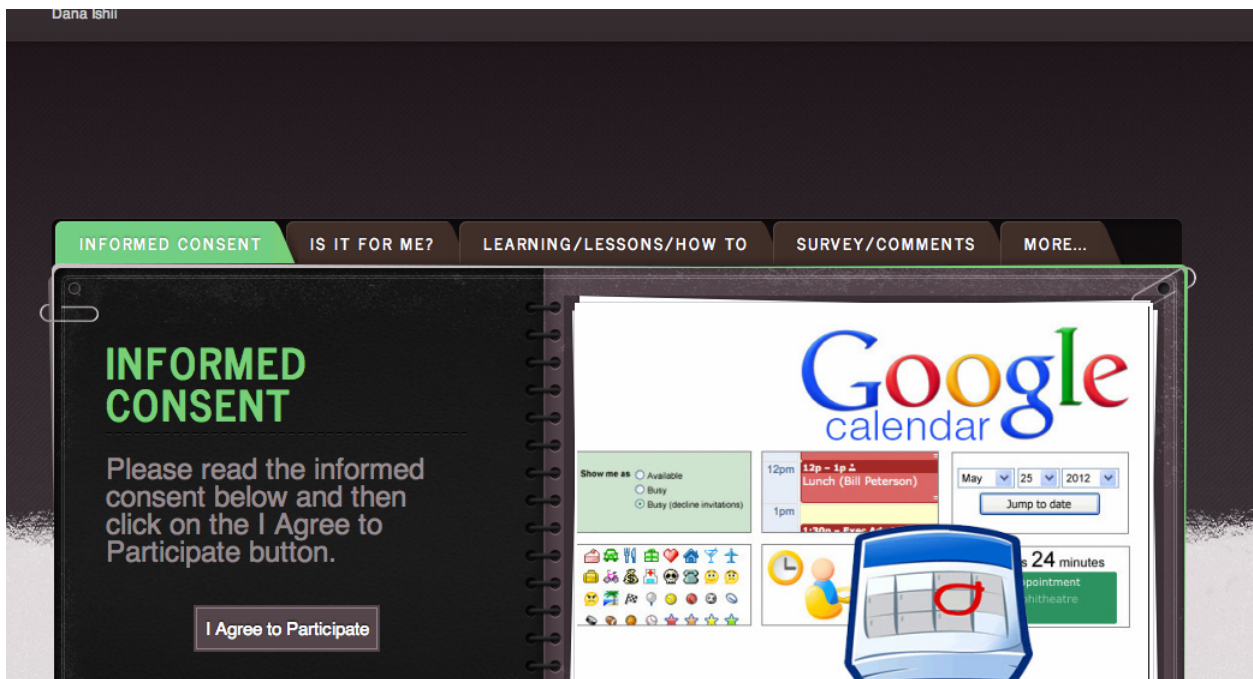 Dana Ishii
INFORMED CONSENT
IS IT FOR ME?
LEARNING/LESSONS/HOW TO
SURVEY/COMMENTS
MORE...
INFORMED
CONSENT
Please read the informed
consent below and then
click on the I Agree to
Participate button.
I Agree to Participate
Google
calendar
Show me as
Available
Busy
Busy (decline invitations)
12pm
12p – 1p
Lunch (Bill Peterson)
1pm
May 25 2012
Jump to date
24 minutes